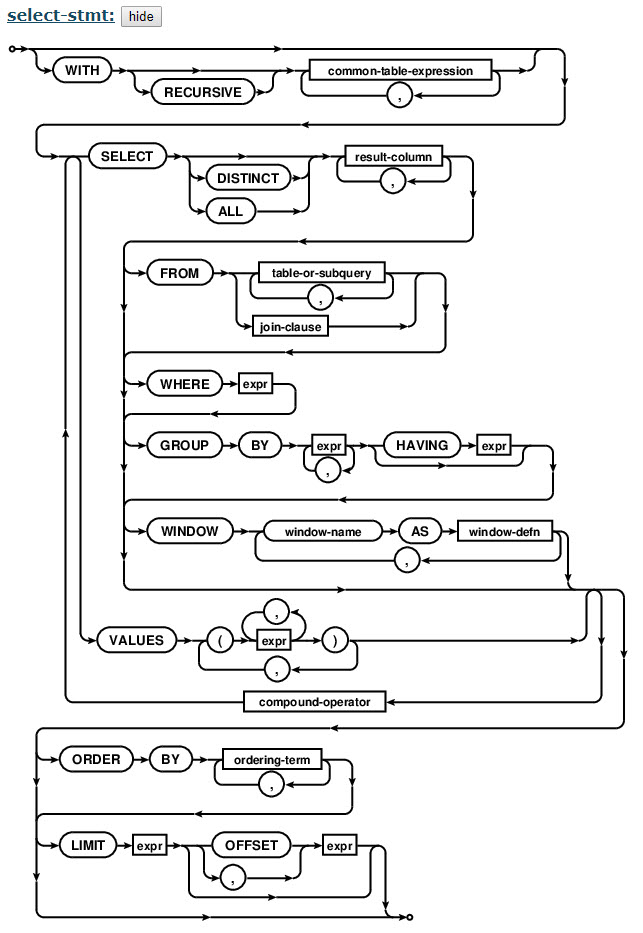 select-stmt: hide
WITH common-table-expression
RECURSIVE ,
SELECT result-column
DISTINCT ,
ALL
FROM table-or-subquery
,
join-clause
WHERE expr
GROUP BY expr HAVING expr
,
WINDOW window-name AS window-defn
,
,
VALUES ( expr )
,
compound-operator
ORDER BY ordering-term
,
LIMIT expr OFFSET expr
,